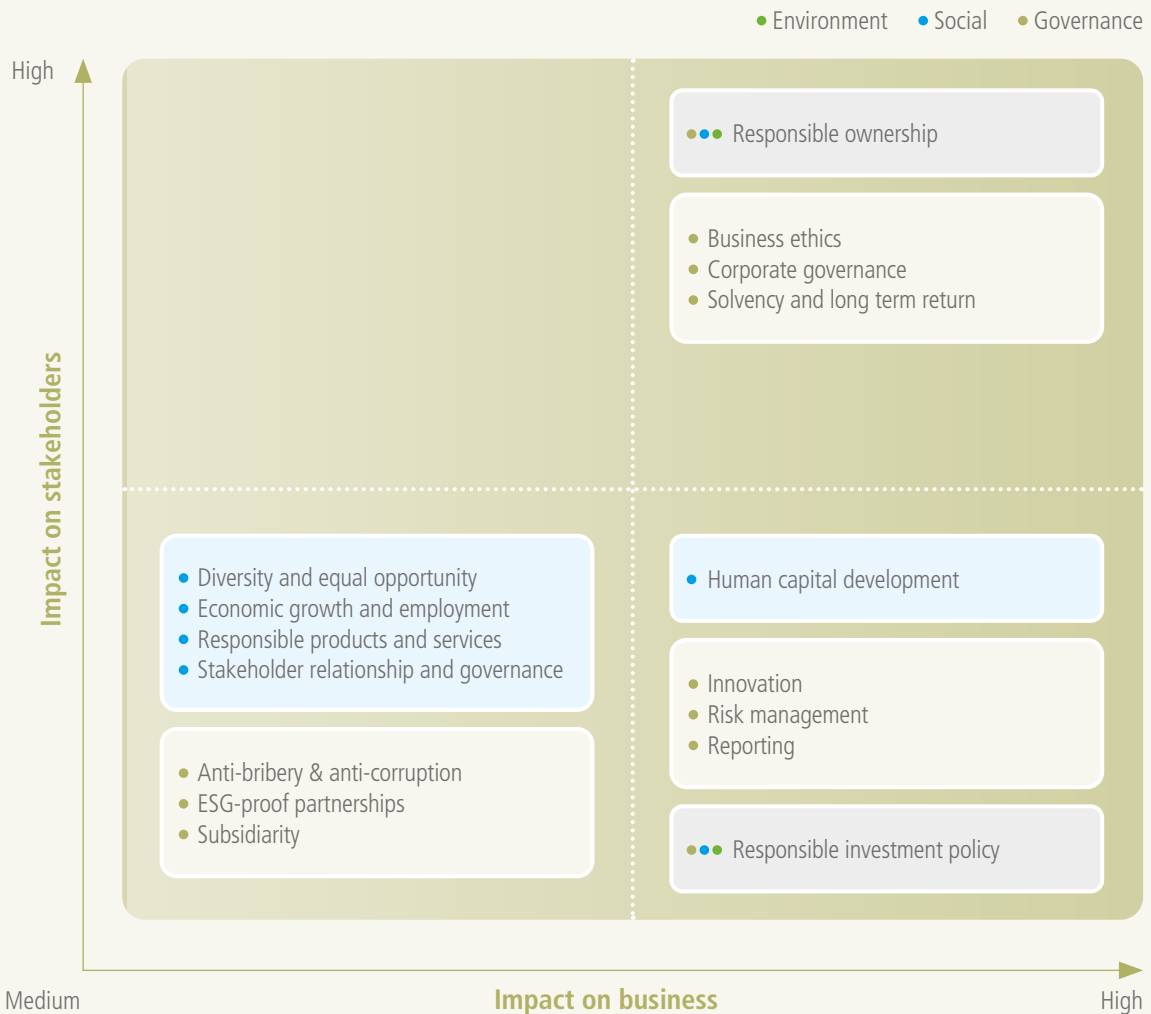 Environment Social Governance
High
Responsible ownership
Business ethics
Corporate governance
Solvency and long term return
Impact on stakeholders
Diversity and equal opportunity
Economic growth and employment
Responsible products and services
Stakeholder relationship and governance
Anti-bribery & anti-corruption
ESG-proof partnerships
Subsidiarity
Human capital development
Innovation
Risk management
Reporting
Responsible investment policy
Medium
Impact on business
High